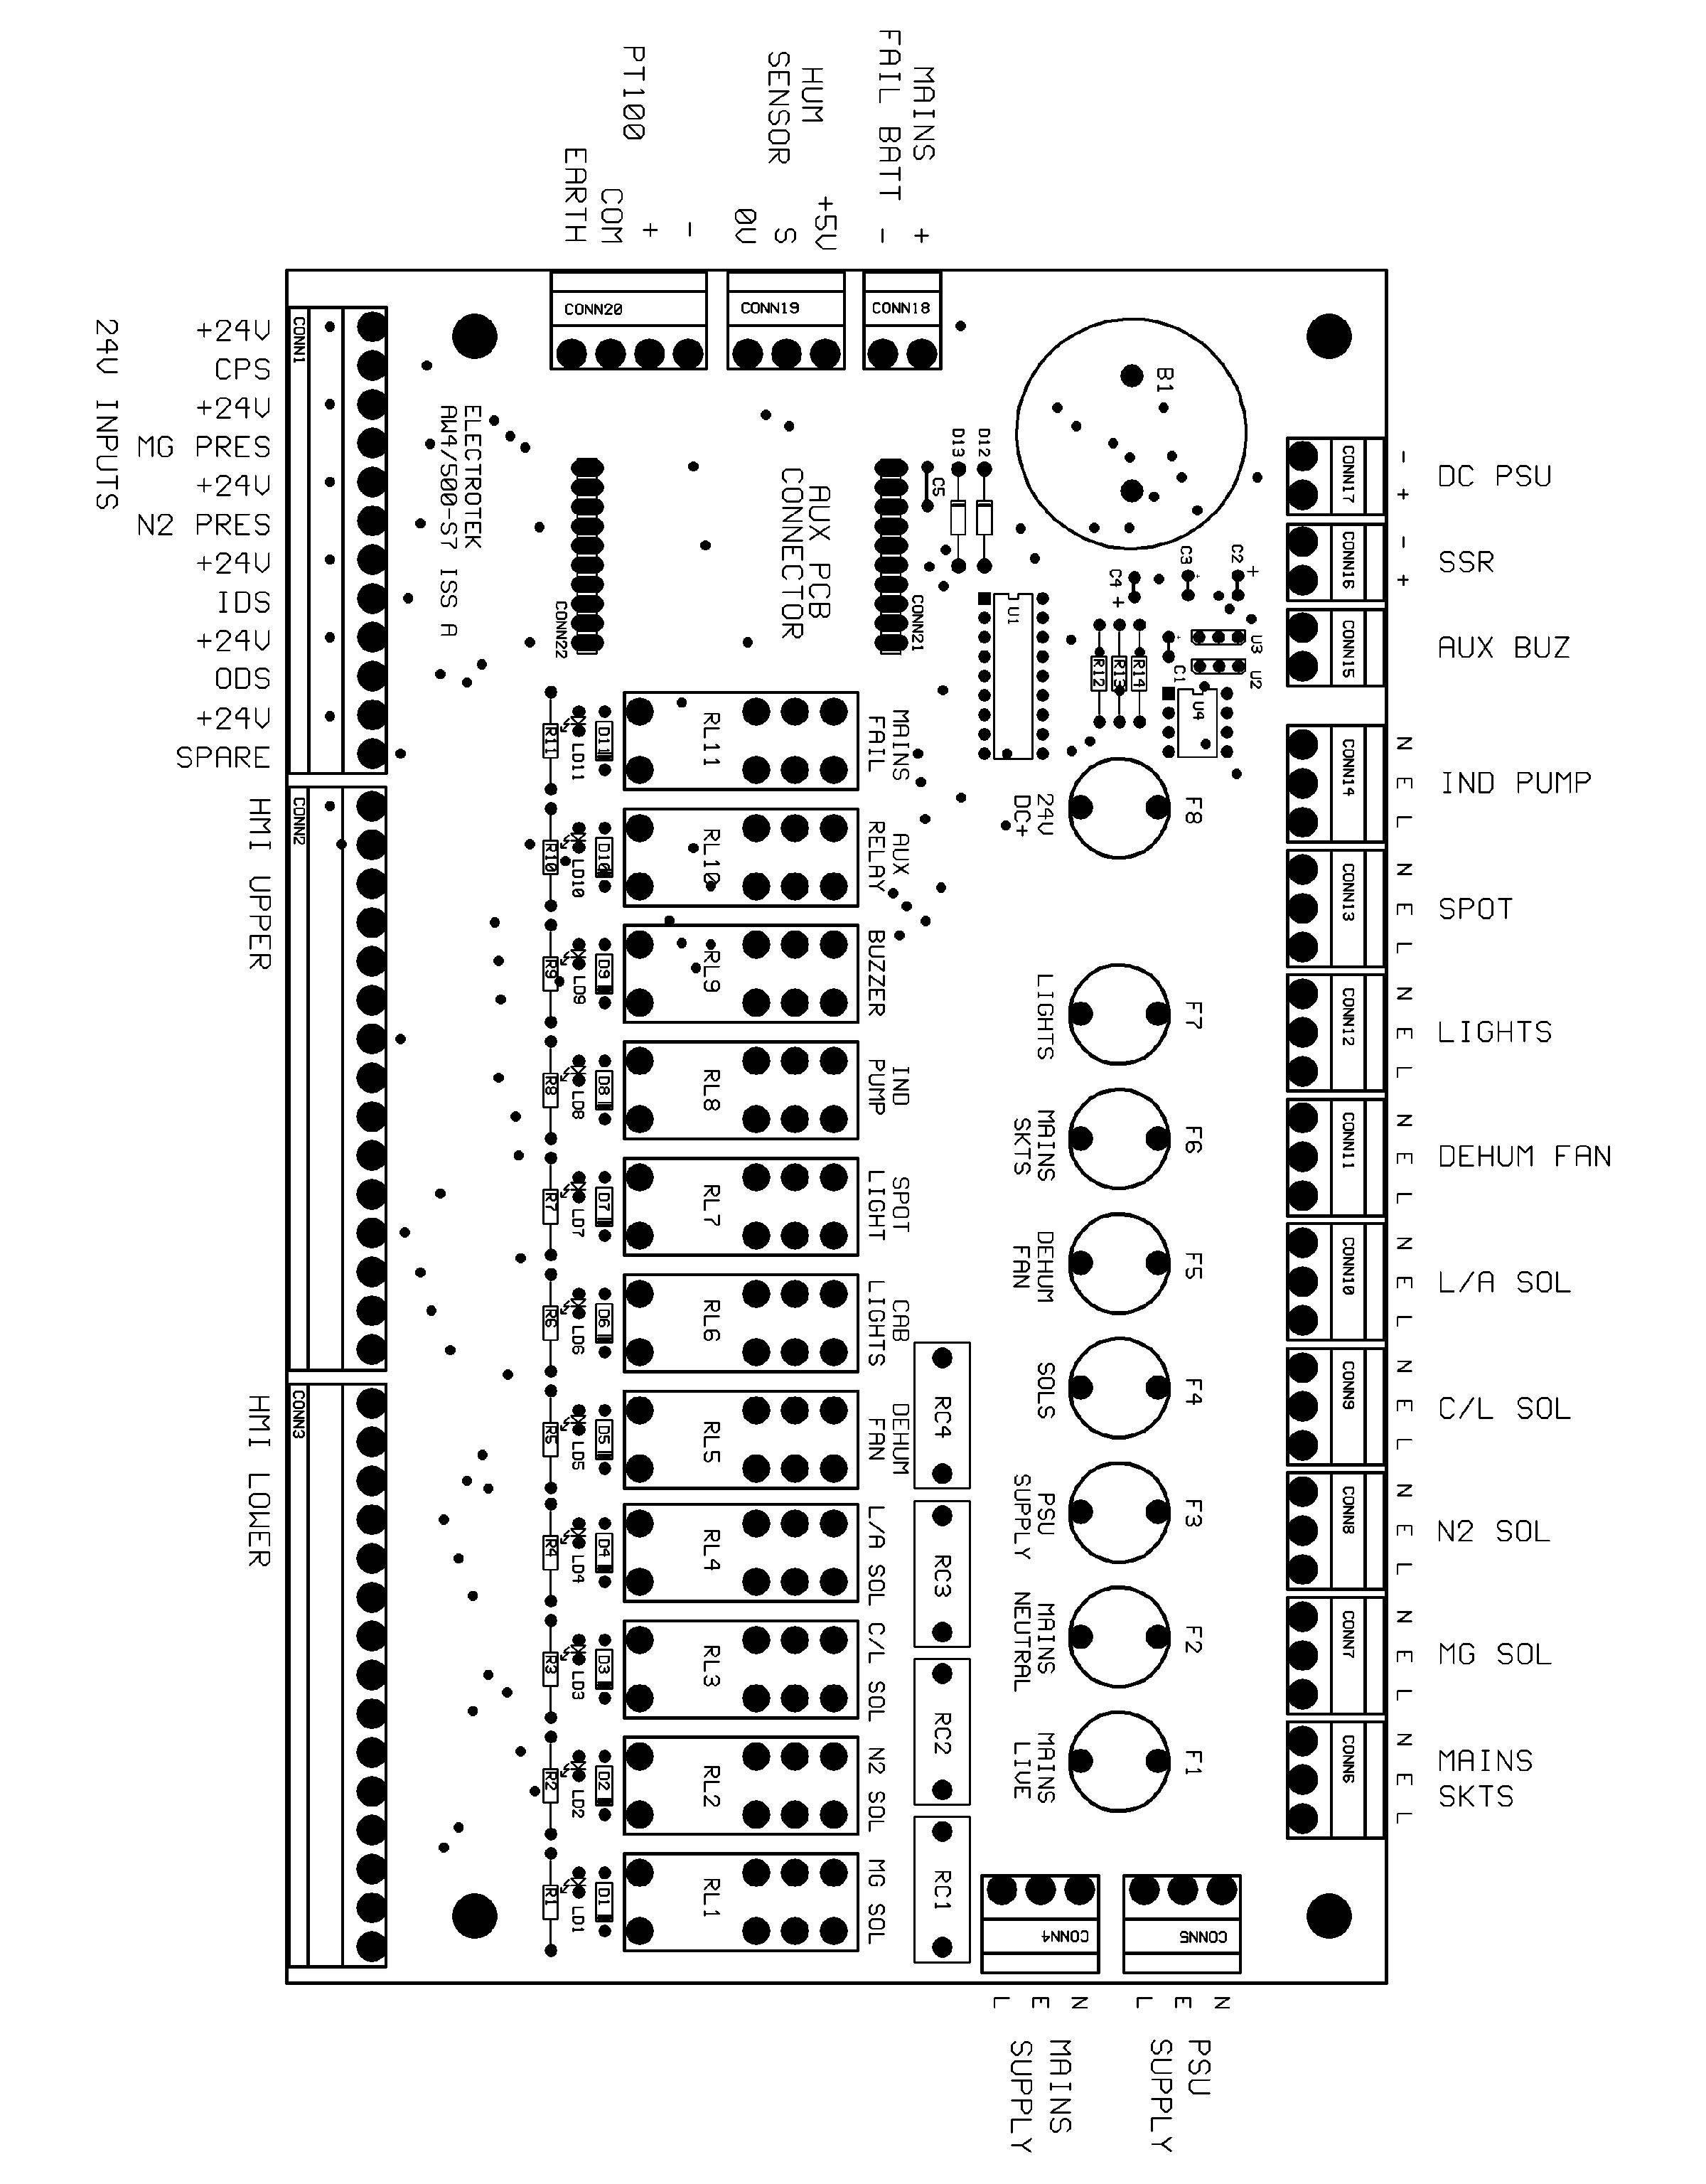 MAINS
FAIL BATT
+
-
HUM
SENSOR
+5V
S
0V
PT100
-
+
COM
EARTH
CONN20
CONN19
CONN18
24V INPUTS
+24V
CPS
+24V
MG PRES
+24V
N2 PRES
+24V
IDS
+24V
ODS
+24V
SPARE
CONN1
HMI UPPER
CONN2
HMI LOWER
CONN3
ELECTROTEK
AW4/500-S7 ISS A
AUX PCB
CONNECTOR
CONN22
CONN21
B1
D13
D12
C5
C4
+
C3
+
C2
+
C1
+
U1
U2
U3
U4
R12
R13
R14
DC PSU
-
+
CONN17
SSR
-
+
CONN16
AUX BUZ
CONN15
IND PUMP
N
E
L
CONN14
SPOT
N
E
L
CONN13
LIGHTS
N
E
L
CONN12
DEHUM FAN
N
E
L
CONN11
L/A SOL
N
E
L
CONN10
C/L SOL
N
E
L
CONN9
N2 SOL
N
E
L
CONN8
MG SOL
N
E
L
CONN7
MAINS
SKTS
N
E
L
CONN6
F8
24V
DC+
F7
LIGHTS
F6
MAINS
SKTS
F5
DEHUM
FAN
F4
SOLS
F3
PSU
SUPPLY
F2
MAINS
NEUTRAL
F1
MAINS
LIVE
R11
LD11
D11
RL11
MAINS
FAIL
R10
LD10
D10
RL10
AUX
RELAY
R9
LD9
D9
RL9
BUZZER
R8
LD8
D8
RL8
IND
PUMP
R7
LD7
D7
RL7
SPOT
LIGHT
R6
LD6
D6
RL6
CAB
LIGHTS
R5
LD5
D5
RL5
DEHUM
FAN
R4
LD4
D4
RL4
L/A SOL
R3
LD3
D3
RL3
C/L SOL
R2
LD2
D2
RL2
N2 SOL
R1
LD1
D1
RL1
MG SOL
RC4
RC3
RC2
RC1
CONN4
CONN5
L
E
N
MAINS
SUPPLY
L
E
N
PSU
SUPPLY